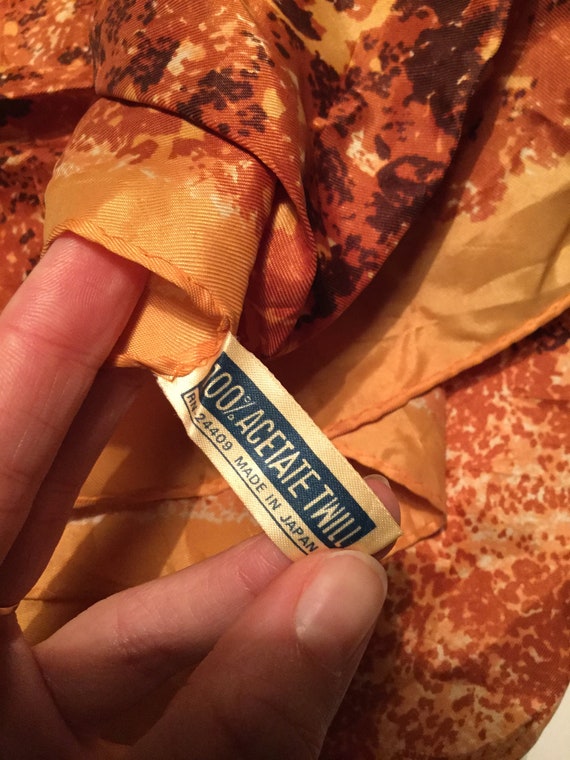 100% ACETATE TWILL
RN 24409 MADE IN JAPAN